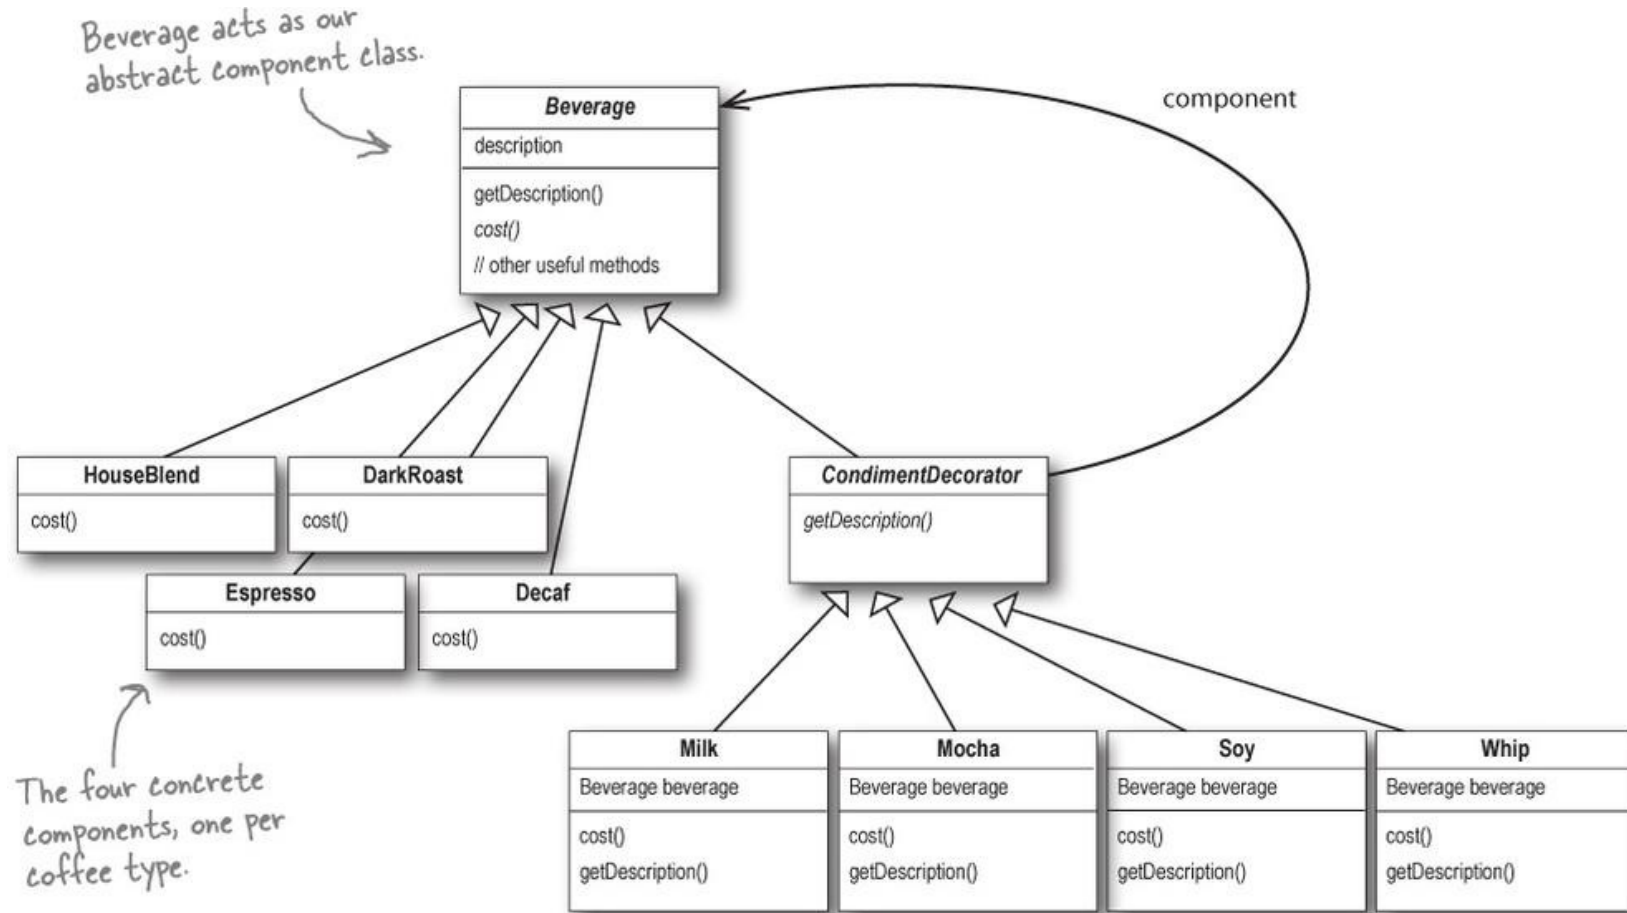 Beverage acts as our
abstract component class.
component
Beverage
description
getDescription()
cost()
// other useful methods
HouseBlend
cost()
DarkRoast
cost()
Espresso
cost()
Decaf
cost()
CondimentDecorator
getDescription()
The four concrete
components, one per
coffee type.
Milk
Beverage beverage
cost()
getDescription()
Mocha
Beverage beverage
cost()
getDescription()
Soy
Beverage beverage
cost()
getDescription()
Whip
Beverage beverage
cost()
getDescription()